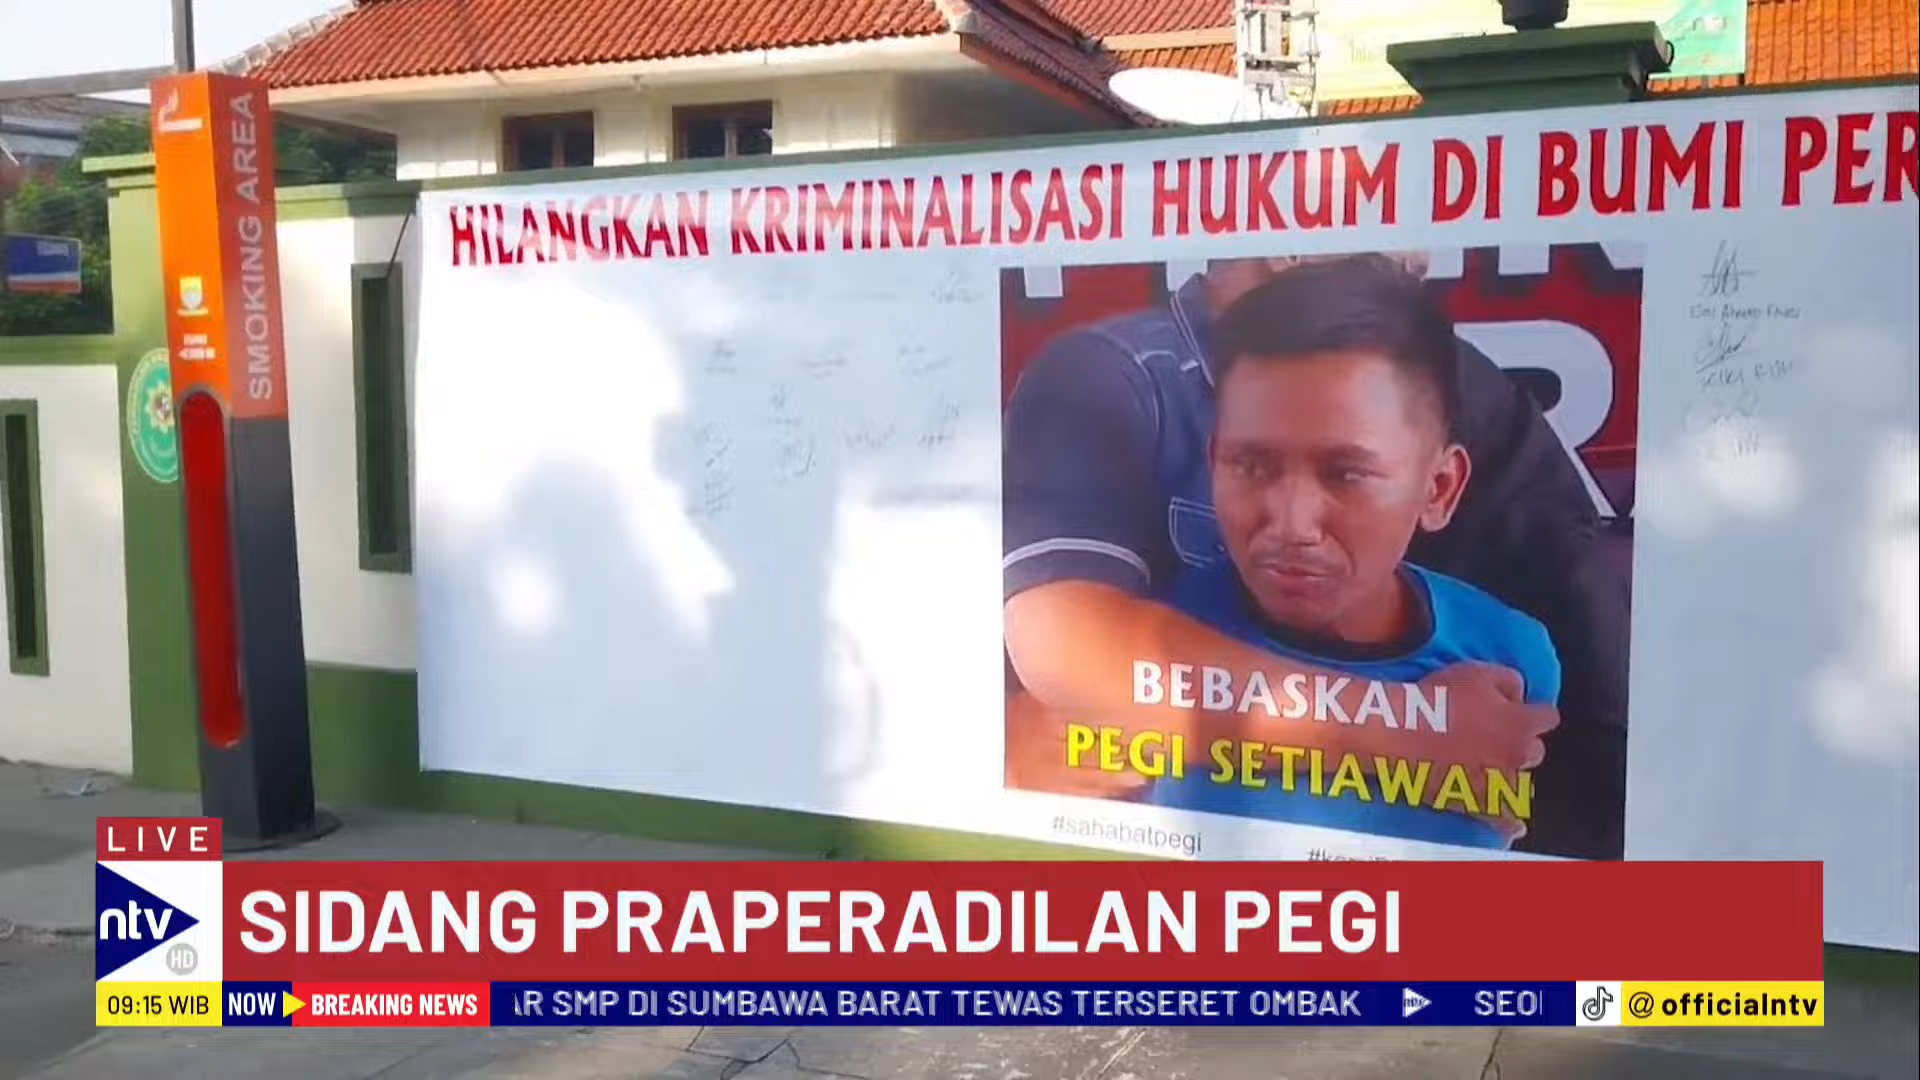 SMOKING AREA
HILANGKAN KRIMINALISASI HUKUM DI BUMI PER
BEBASKAN
PEGI SETIAWAN
#sahabatpegi
LIVE
ntv
HD
SIDANG PRAPERADILAN PEGI
09:15 WIB
NOW
BREAKING NEWS
AR SMP DI SUMBAWA BARAT TEWAS TERSERET OMBAK
SEO
@officialntv